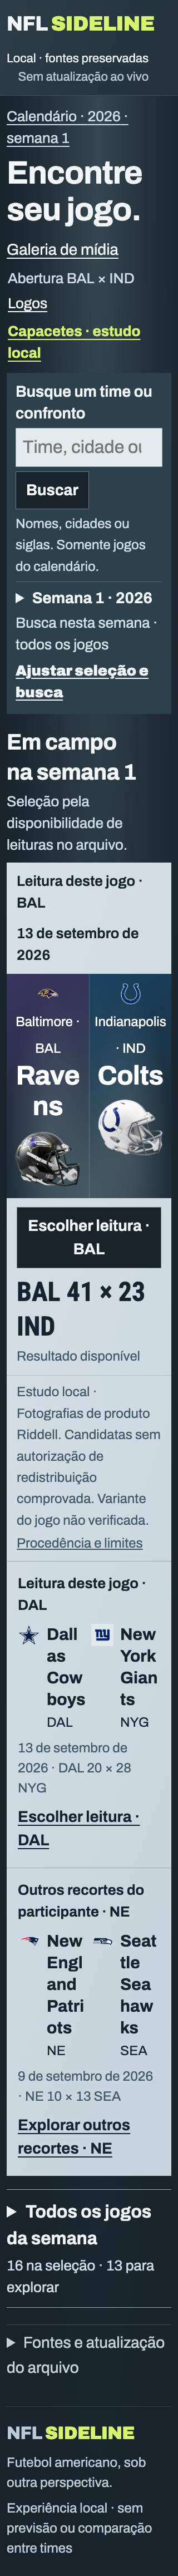 NFL SIDELINE
Local · fontes preservadas
Sem atualização ao vivo
Calendário · 2026 ·
semana 1
Encontre
seu jogo.
Galeria de mídia
Abertura BAL × IND
Logos
Capacetes · estudo
local
Busque um time ou
confronto
Time, cidade ou
Buscar
Nomes, cidades ou
siglas. Somente jogos
do calendário.
▶ Semana 1 · 2026
Busca nesta semana ·
todos os jogos
Ajustar seleção e
busca
Em campo
na semana 1
Seleção pela
disponibilidade de
leituras no arquivo.
Leitura deste jogo ·
BAL
13 de setembro de
2026
Baltimore ·
BAL
Rave
ns
Indianapolis
· IND
Colts
Escolher leitura ·
BAL
BAL 41 × 23
IND
Resultado disponível
Estudo local ·
Fotografias de produto
Riddell. Candidatas sem
autorização de
redistribuição
comprovada. Variante
do jogo não verificada.
Procedência e limites
Leitura deste jogo ·
DAL
Dall
as
Cow
boys
DAL
ny
New
York
Gian
ts
NYG
13 de setembro de
2026 · DAL 20 × 28
NYG
Escolher leitura ·
DAL
Outros recortes do
participante · NE
New
Engl
and
Patri
ots
NE
Seat
tle
Sea
haw
ks
SEA
9 de setembro de 2026
· NE 10 × 13 SEA
Explorar outros
recortes · NE
▶ Todos os jogos
da semana
16 na seleção · 13 para
explorar
▶ Fontes e atualização
do arquivo
NFL SIDELINE
Futebol americano, sob
outra perspectiva.
Experiência local · sem
previsão ou comparação
entre times